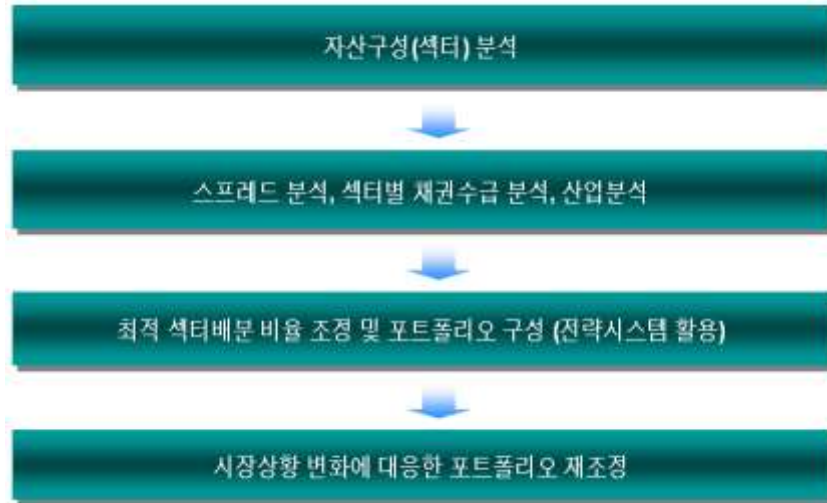 자산구성(섹터) 분석
스프레드 분석, 섹터별 채권수급 분석, 산업분석
최적 섹터배분 비율 조정 및 포트폴리오 구성 (전략시스템 활용)
시장상황 변화에 대응한 포트폴리오 재조정